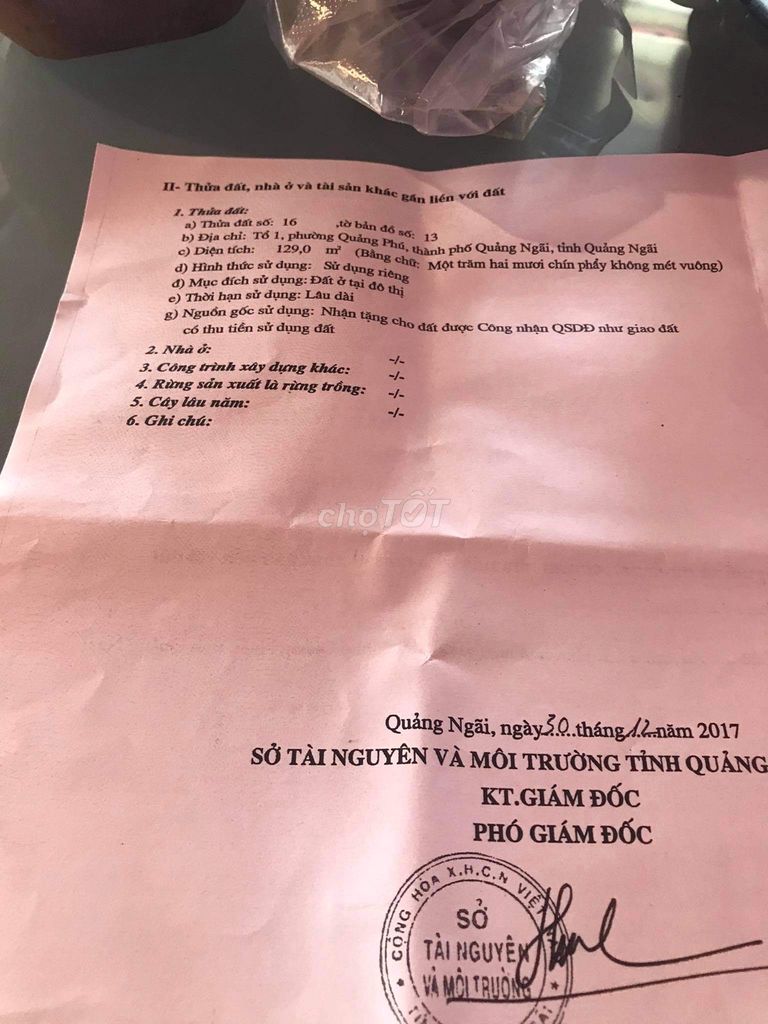 II- Thửa đất, nhà ở và tài sản khác gắn liền với đất
1. Thửa đất:
a) Thửa đất số: 16 ,tờ bản đồ số: 13
b) Địa chỉ: Tổ 1, phường Quảng Phú, thành phố Quảng Ngãi, tỉnh Quảng Ngãi
c) Diện tích: 129,0 m² (Bằng chữ: Một trăm hai mươi chín phẩy không mét vuông)
d) Hình thức sử dụng: Sử dụng riêng
đ) Mục đích sử dụng: Đất ở tại đô thị
e) Thời hạn sử dụng: Lâu dài
g) Nguồn gốc sử dụng: Nhận tặng cho đất được Công nhận QSDĐ như giao đất
có thu tiền sử dụng đất
2. Nhà ở: -/-
3. Công trình xây dựng khác: -/-
4. Rừng sản xuất là rừng trồng: -/-
5. Cây lâu năm: -/-
6. Ghi chú:
chợTỐT
Quảng Ngãi, ngày 30 tháng 12 năm 2017
SỞ TÀI NGUYÊN VÀ MÔI TRƯỜNG TỈNH QUẢNG
KT.GIÁM ĐỐC
PHÓ GIÁM ĐỐC
CỘNG HÒA X.H.C.N VIỆT
SỞ
TÀI NGUYÊN
VÀ MÔI TRƯỜNG